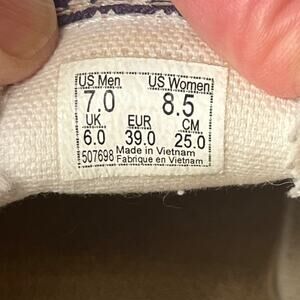 US Men US Women
7.0 8.5
UK EUR CM
6.0 39.0 25.0
507698 Made in Vietnam
Fabriqué en Vietnam